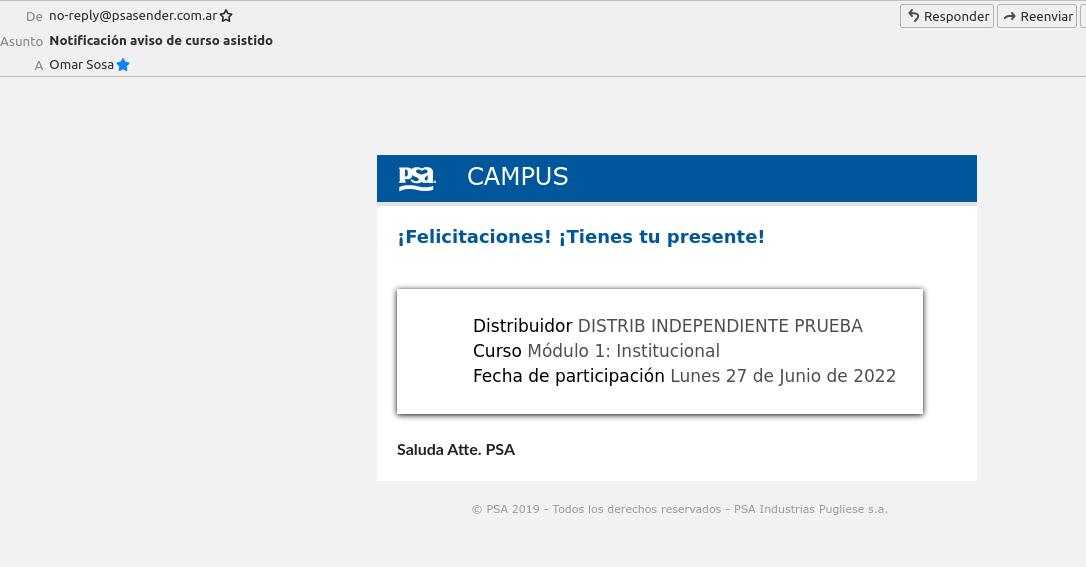 De no-reply@psasender.com.ar
Responder
Reenviar
Asunto Notificación aviso de curso asistido
A Omar Sosa
psa CAMPUS
¡Felicitaciones! ¡Tienes tu presente!
Distribuidor DISTRIB INDEPENDIENTE PRUEBA
Curso Módulo 1: Institucional
Fecha de participación Lunes 27 de Junio de 2022
Saluda Atte. PSA
© PSA 2019 - Todos los derechos reservados - PSA Industrias Pugliese s.a.